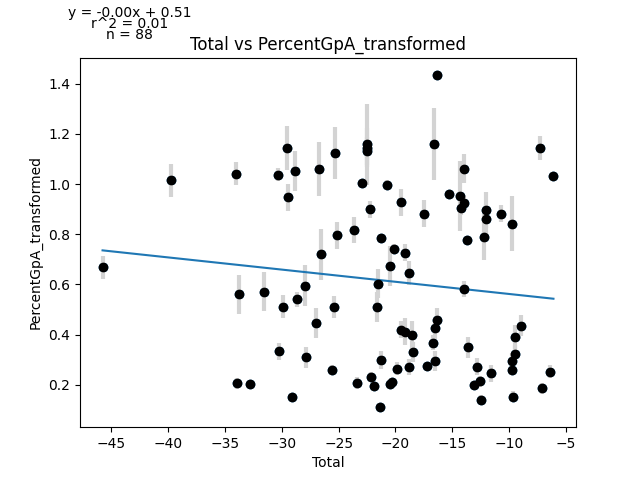 y = -0.00x + 0.51
r^2 = 0.01
n = 88
Total vs PercentGpA_transformed
PercentGpA_transformed
1.4
1.2
1.0
0.8
0.6
0.4
0.2
−45 −40 −35 −30 −25 −20 −15 −10 −5
Total